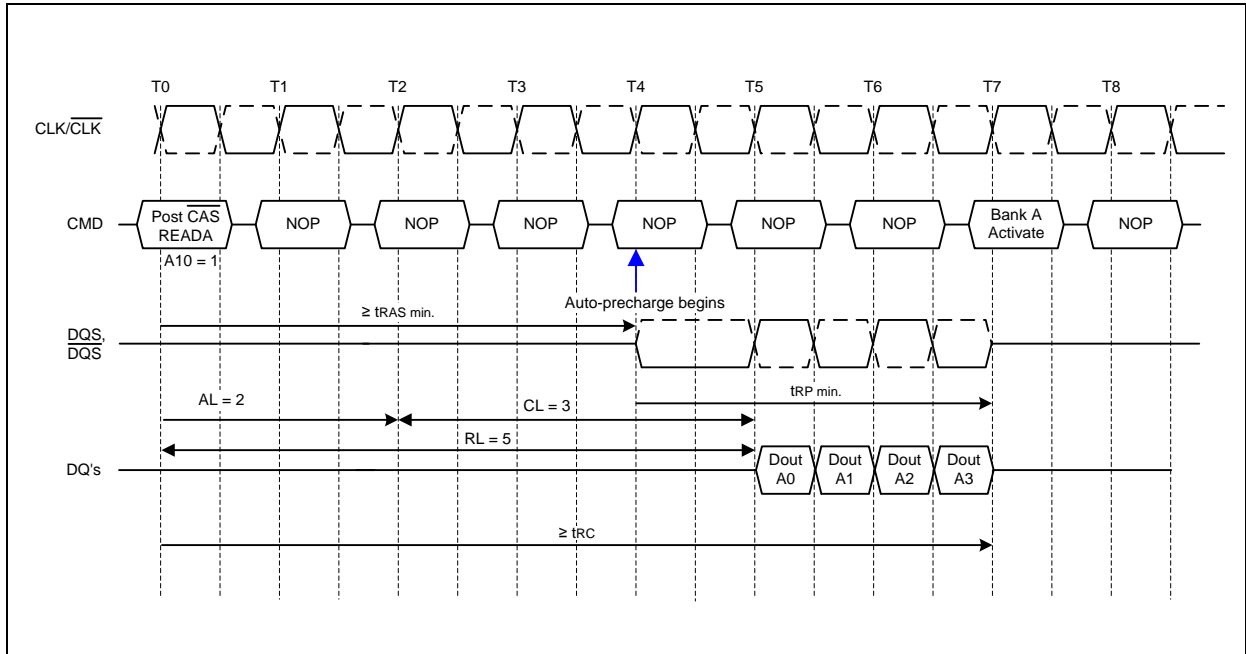 T0 T1 T2 T3 T4 T5 T6 T7 T8
CLK/CLK
CMD
Post CAS
READA
NOP NOP NOP NOP NOP NOP Bank A
Activate
NOP
A10 = 1
Auto-precharge begins
≥ tRAS min.
DQS,
DQS
tRP min.
AL = 2
CL = 3
RL = 5
DQ's
Dout
A0
Dout
A1
Dout
A2
Dout
A3
≥ tRC